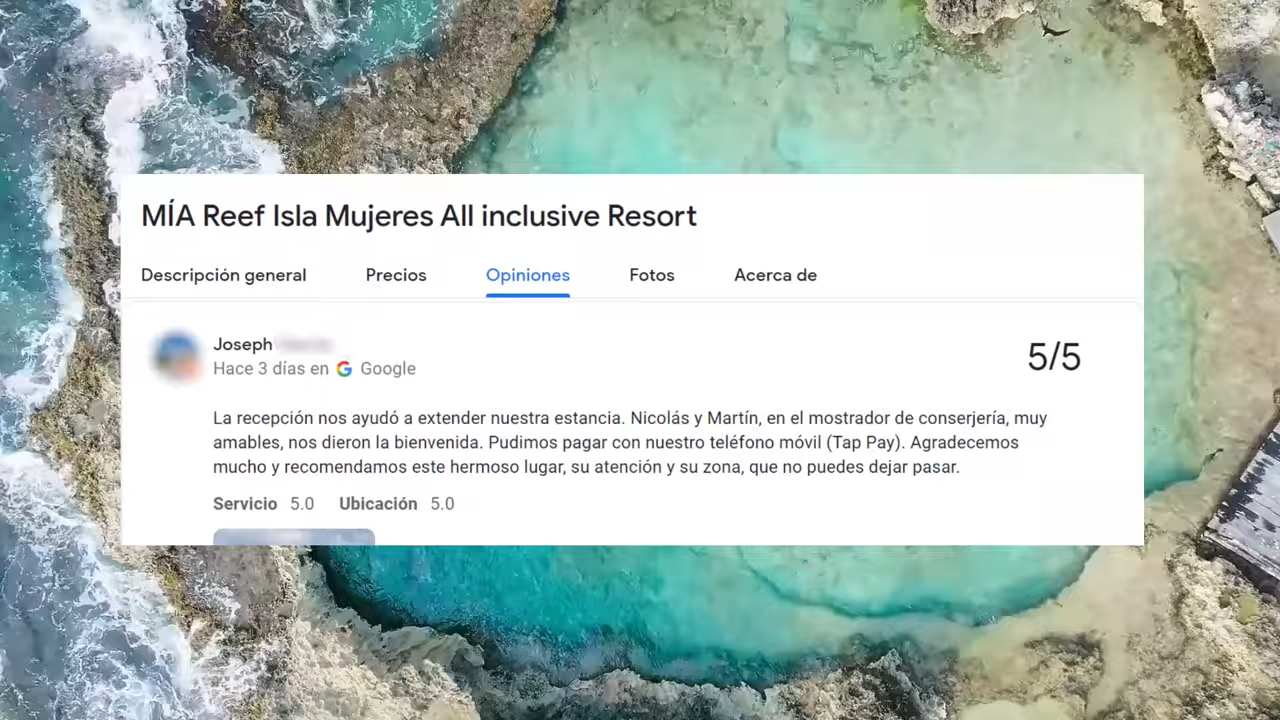 MÍA Reef Isla Mujeres All inclusive Resort
Descripción general Precios Opiniones Fotos Acerca de
Joseph
5/5
Hace 3 días en Google
La recepción nos ayudó a extender nuestra estancia. Nicolás y Martín, en el mostrador de conserjería, muy
amables, nos dieron la bienvenida. Pudimos pagar con nuestro teléfono móvil (Tap Pay). Agradecemos
mucho y recomendamos este hermoso lugar, su atención y su zona, que no puedes dejar pasar.
Servicio 5.0 Ubicación 5.0